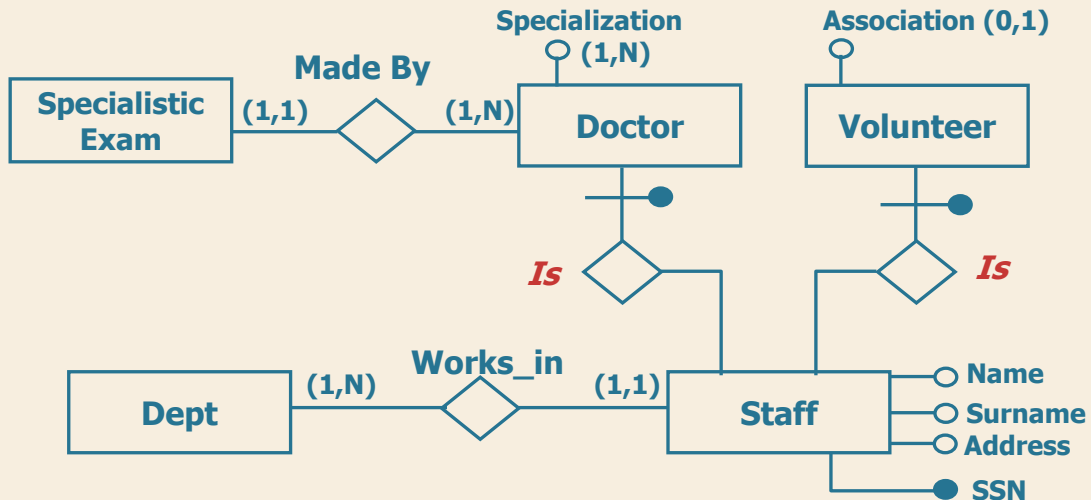 Specialization
(1,N)
Association (0,1)
Made By
Specialistic
Exam
(1,1)
(1,N)
Doctor
Volunteer
Is
Is
Works_in
Dept
(1,N)
(1,1)
Staff
Name
Surname
Address
SSN